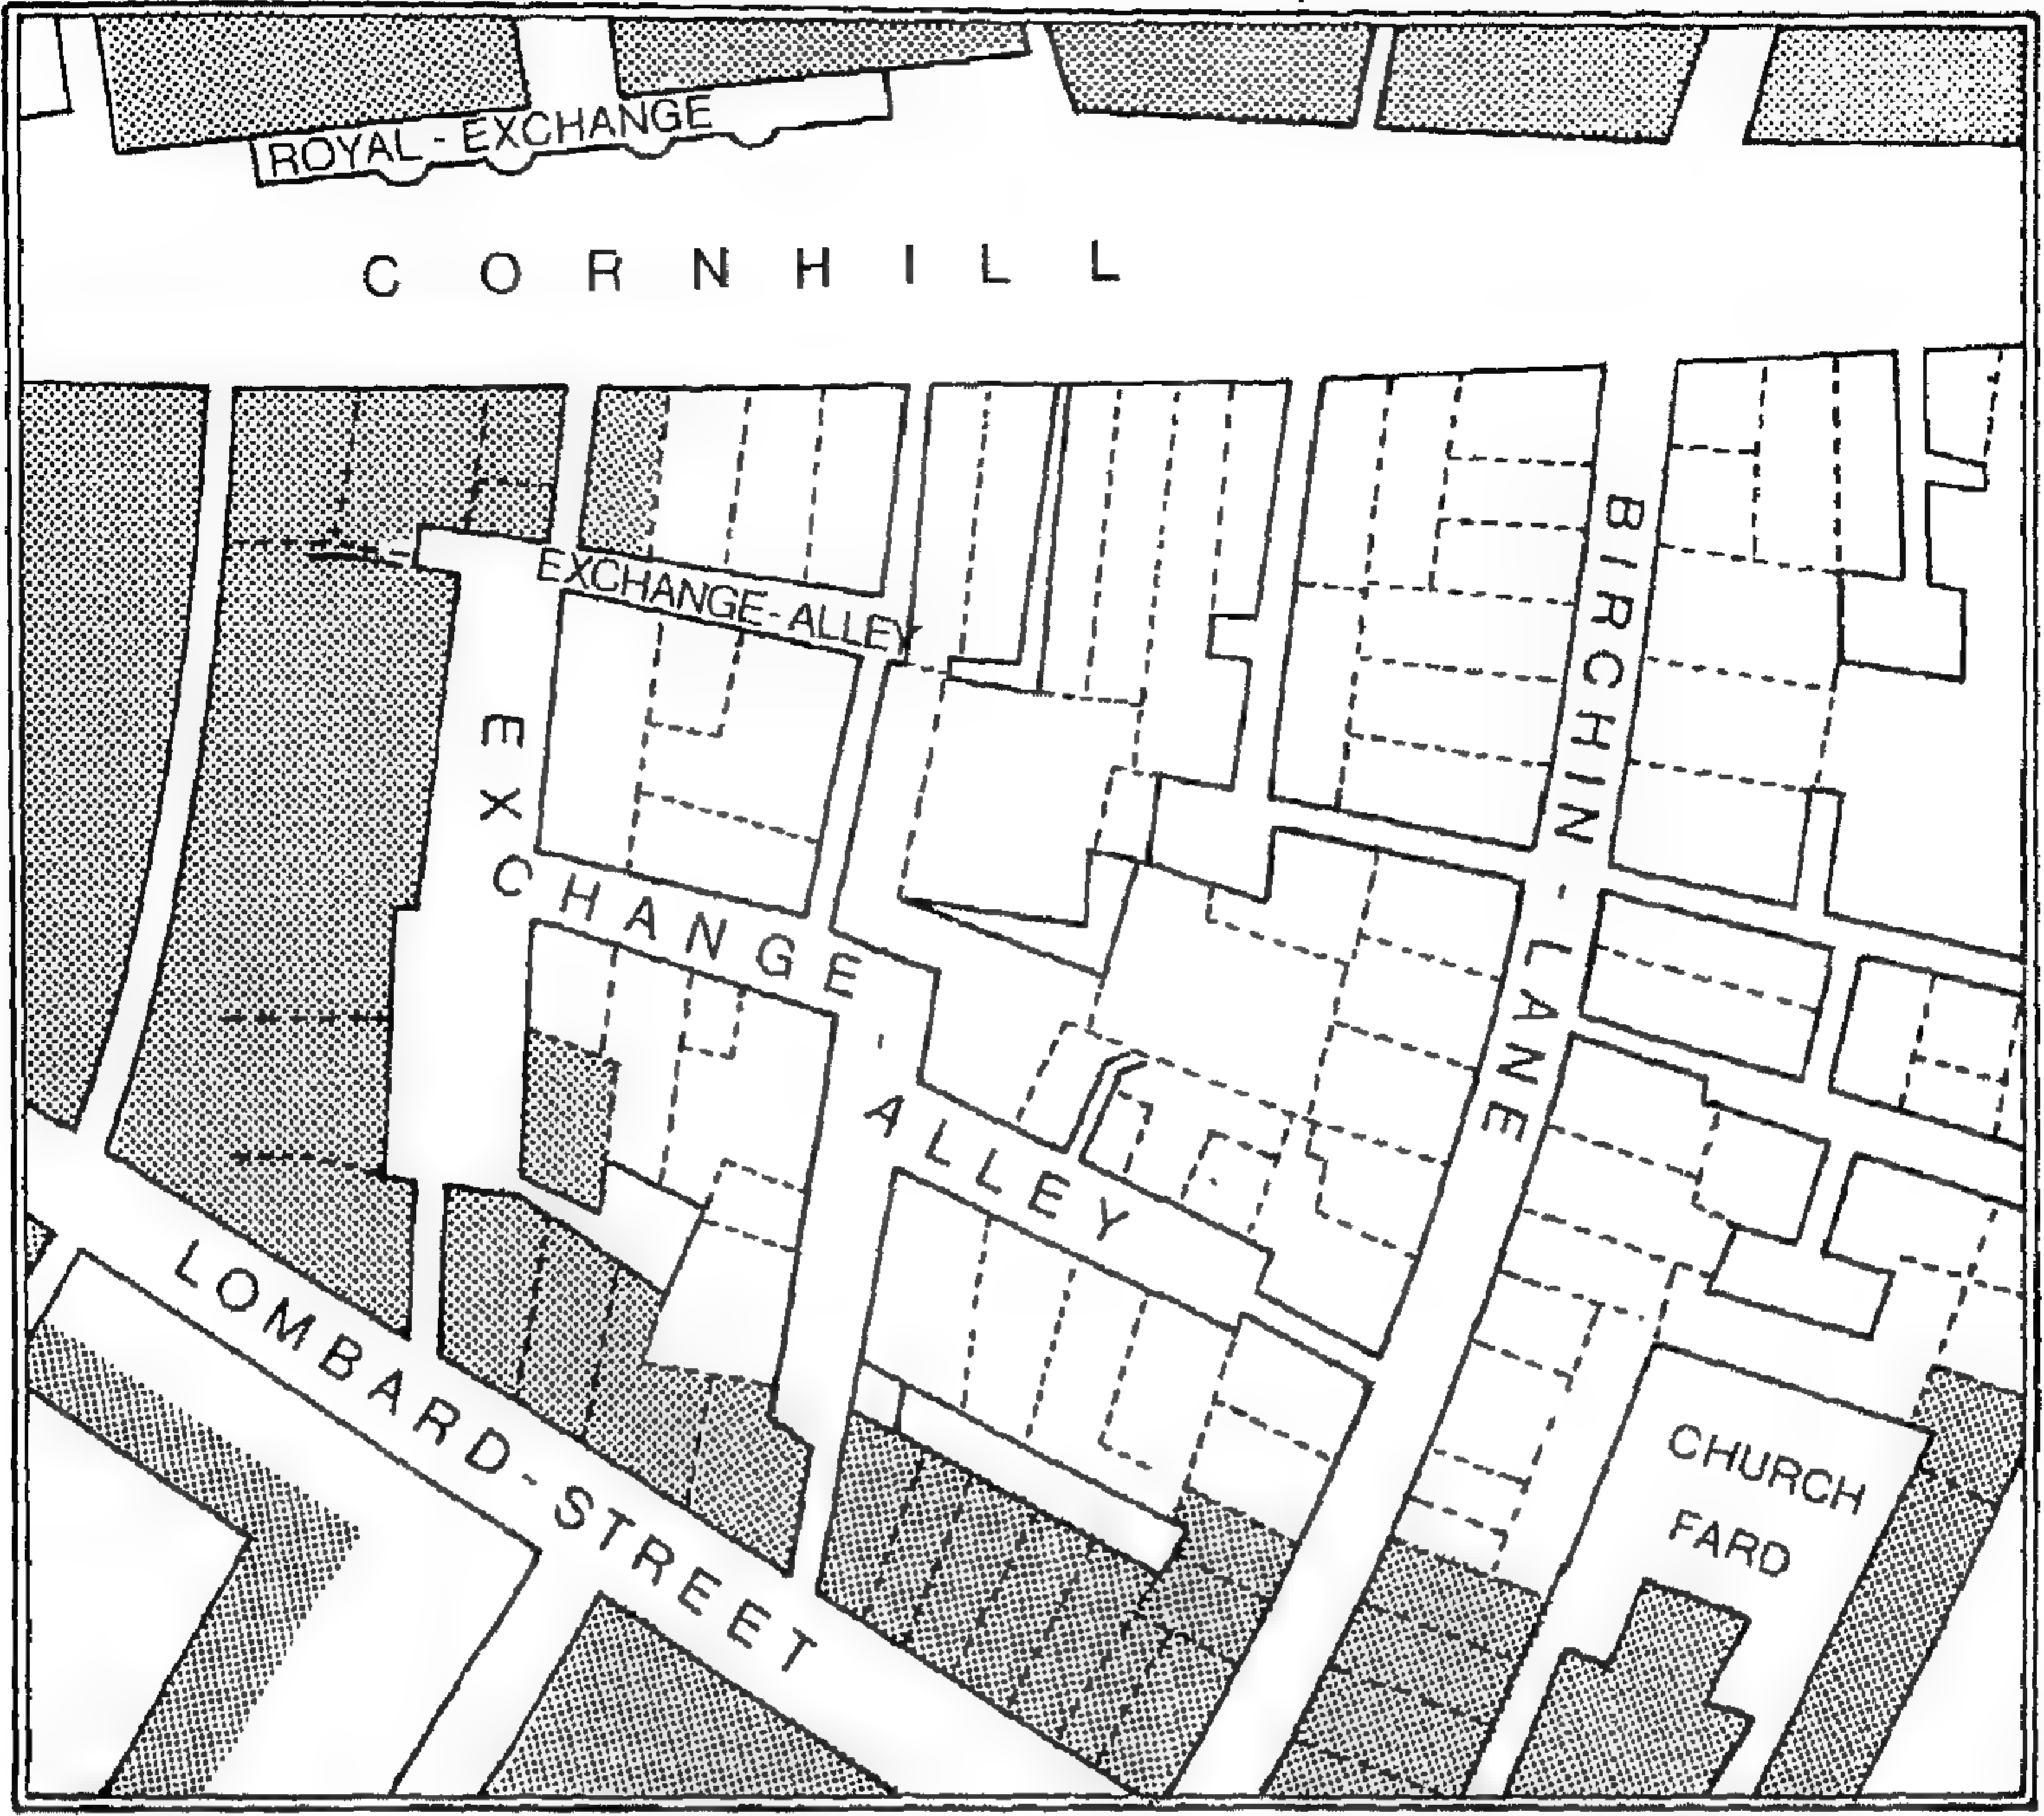 ROYAL - EXCHANGE
CORNHILL
EXCHANGE - ALLEY
BIRCHIN - LANE
EXCHANGE - ALLEY
LOMBARD - STREET
CHURCH
FARD